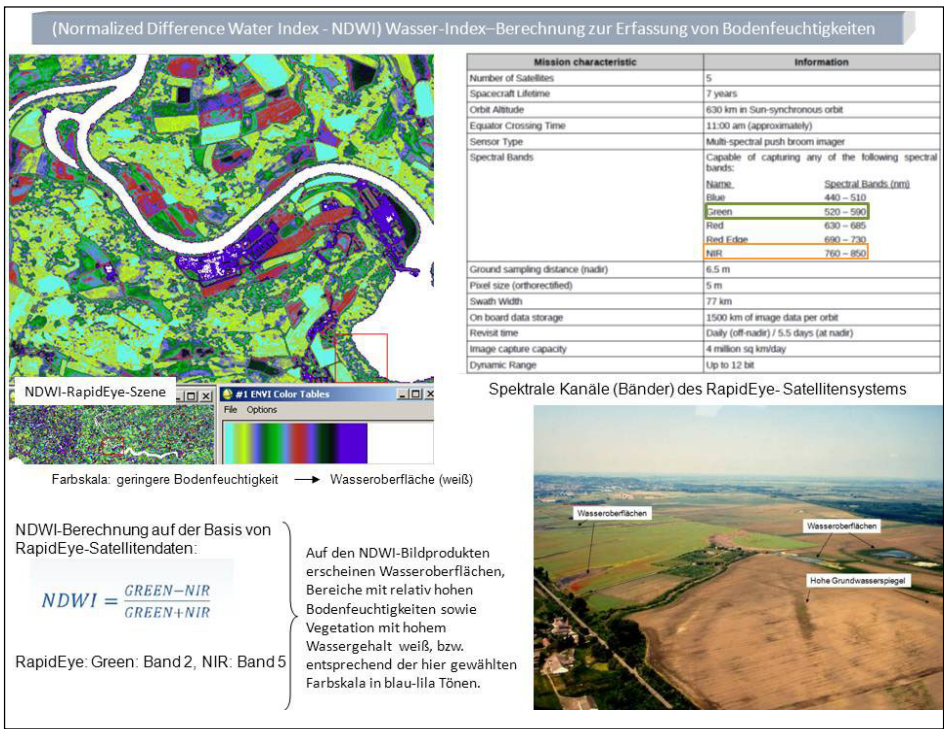 (Normalized Difference Water Index - NDWI) Wasser-Index–Berechnung zur Erfassung von Bodenfeuchtigkeiten
NDWI-RapidEye-Szene
#1 ENVI Color Tables
File Options
Farbskala: geringere Bodenfeuchtigkeit → Wasseroberfläche (weiß)
Mission characteristic Information
Number of Satellites 5
Spacecraft Lifetime 7 years
Orbit Altitude 630 km in Sun-synchronous orbit
Equator Crossing Time 11:00 am (approximately)
Sensor Type Multi-spectral push broom imager
Spectral Bands Capable of capturing any of the following spectral
bands:
Name Spectral Bands (nm)
Blue 440 – 510
Green 520 – 590
Red 630 – 685
Red Edge 690 – 730
NIR 760 – 850
Ground sampling distance (nadir) 6.5 m
Pixel size (orthorectified) 5 m
Swath Width 77 km
On board data storage 1500 km of image data per orbit
Revisit time Daily (off-nadir) / 5.5 days (at nadir)
Image capture capacity 4 million sq km/day
Dynamic Range Up to 12 bit
Spektrale Kanäle (Bänder) des RapidEye- Satellitensystems
NDWI-Berechnung auf der Basis von
RapidEye-Satellitendaten:
NDWI = GREEN−NIR
GREEN+NIR
RapidEye: Green: Band 2, NIR: Band 5
Auf den NDWI-Bildprodukten
erscheinen Wasseroberflächen,
Bereiche mit relativ hohen
Bodenfeuchtigkeiten sowie
Vegetation mit hohem
Wassergehalt weiß, bzw.
entsprechend der hier gewählten
Farbskala in blau-lila Tönen.
Wasseroberflächen
Wasseroberflächen
Hohe Grundwasserspiegel